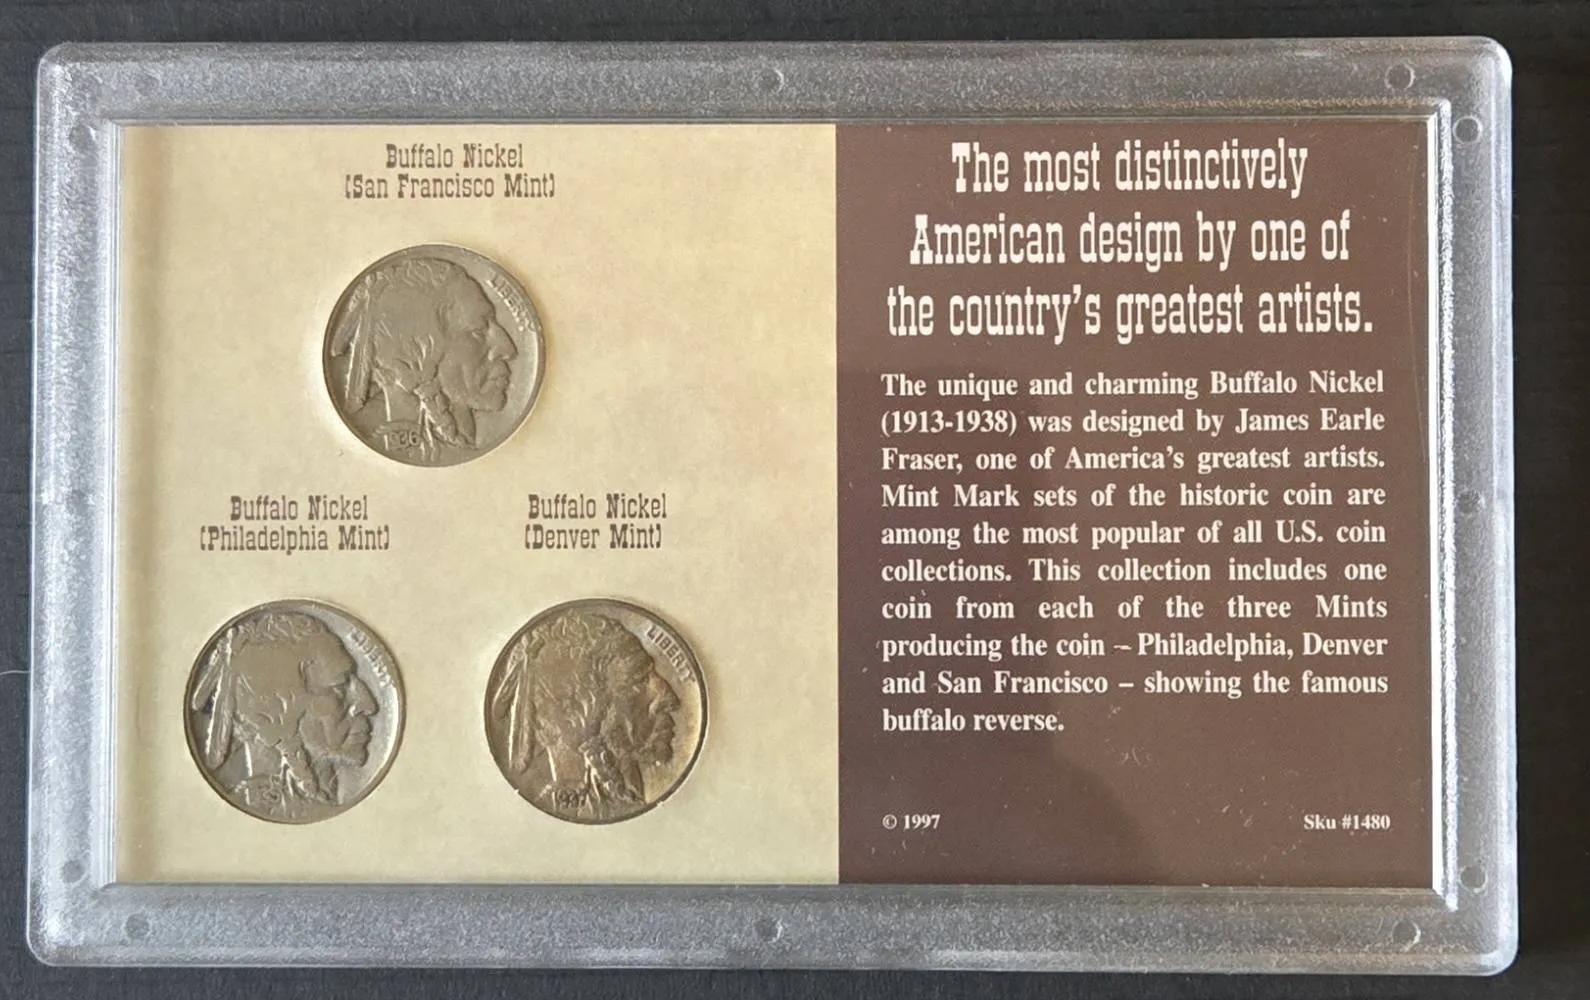 Buffalo Nickel
(San Francisco Mint)
LIBERTY
1936
Buffalo Nickel
(Philadelphia Mint)
Buffalo Nickel
(Denver Mint)
LIBERTY
LIBERTY
1937
The most distinctively
American design by one of
the country's greatest artists.
The unique and charming Buffalo Nickel
(1913-1938) was designed by James Earle
Fraser, one of America's greatest artists.
Mint Mark sets of the historic coin are
among the most popular of all U.S. coin
collections. This collection includes one
coin from each of the three Mints
producing the coin – Philadelphia, Denver
and San Francisco – showing the famous
buffalo reverse.
© 1997
Sku #1480